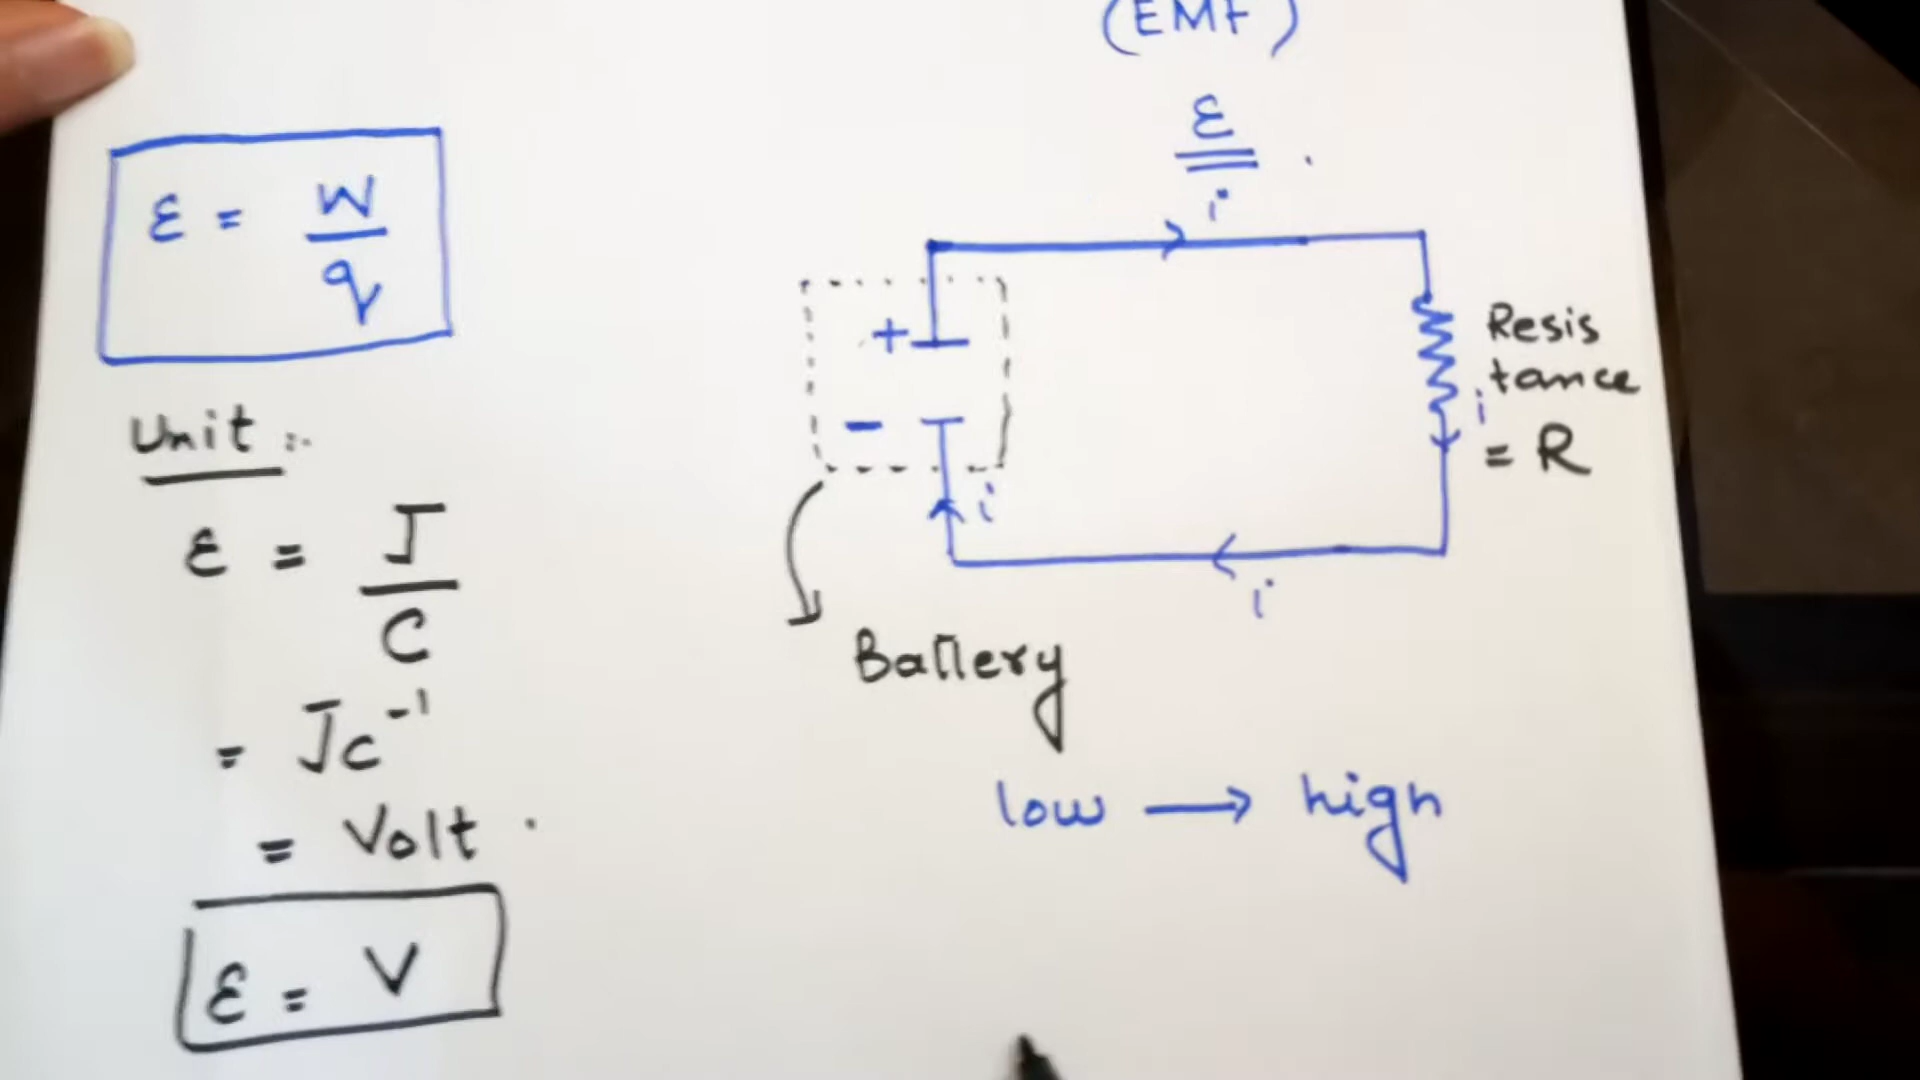 (EMF)
ε
i
ε = W/q
+
-
Resis
tance
i
= R
Unit :-
i
i
ε = J/C
Battery
= JC⁻¹
low → high
= Volt .
ε = V